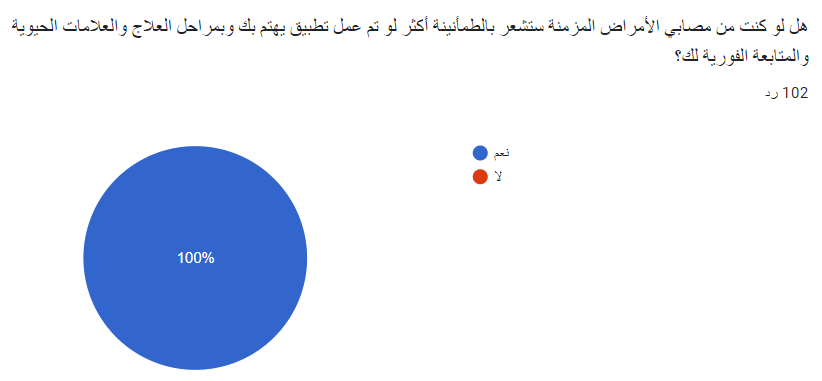 هل لو كنت من مصابي الأمراض المزمنة ستشعر بالطمأنينة أكثر لو تم عمل تطبيق يهتم بك وبمراحل العلاج والعلامات الحيوية
والمتابعة الفورية لك؟
102 رد
نعم
لا
100%